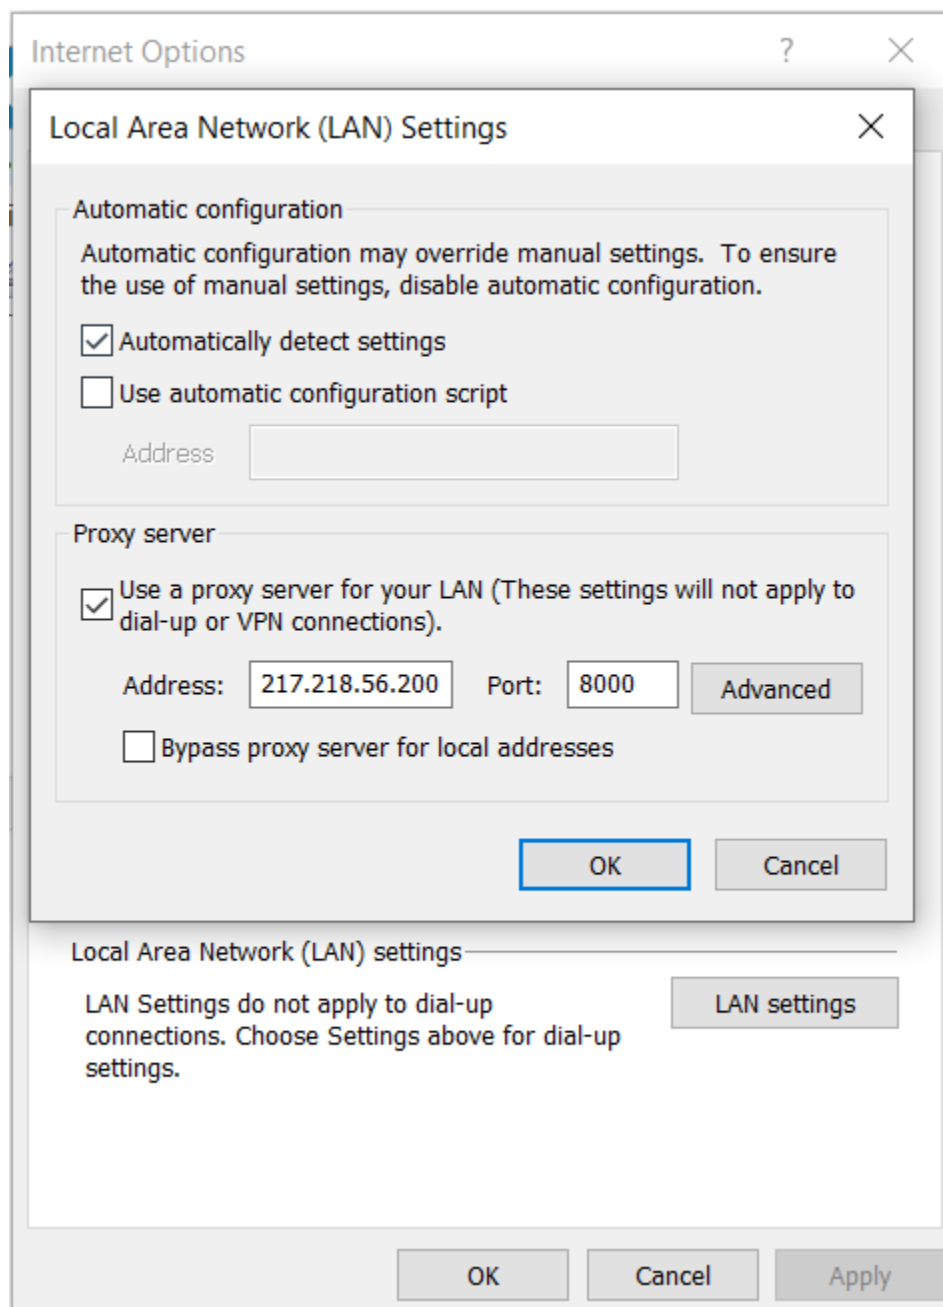 Internet Options
?
Local Area Network (LAN) Settings
Automatic configuration
Automatic configuration may override manual settings.  To ensure
the use of manual settings, disable automatic configuration.
Automatically detect settings
Use automatic configuration script
Address
Proxy server
Use a proxy server for your LAN (These settings will not apply to
dial-up or VPN connections).
Address: 217.218.56.200 Port: 8000 Advanced
Bypass proxy server for local addresses
OK Cancel
Local Area Network (LAN) settings
LAN Settings do not apply to dial-up
connections. Choose Settings above for dial-up
settings.
LAN settings
OK Cancel Apply